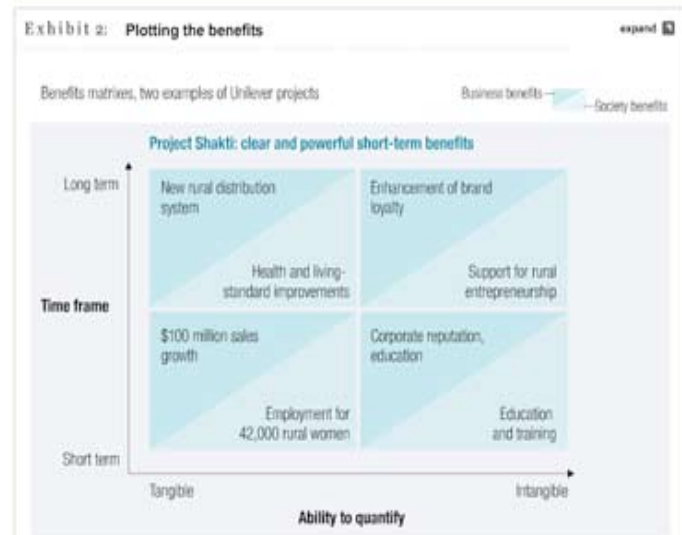 Exhibit 2: Plotting the benefits
expand
Benefits matrixes, two examples of Unilever projects
Business benefits
Society benefits
Project Shakti: clear and powerful short-term benefits
Long term
New rural distribution
system
Health and living-
standard improvements
Enhancement of brand
loyalty
Support for rural
entrepreneurship
Time frame
$100 million sales
growth
Employment for
42,000 rural women
Corporate reputation,
education
Education
and training
Short term
Tangible
Intangible
Ability to quantify